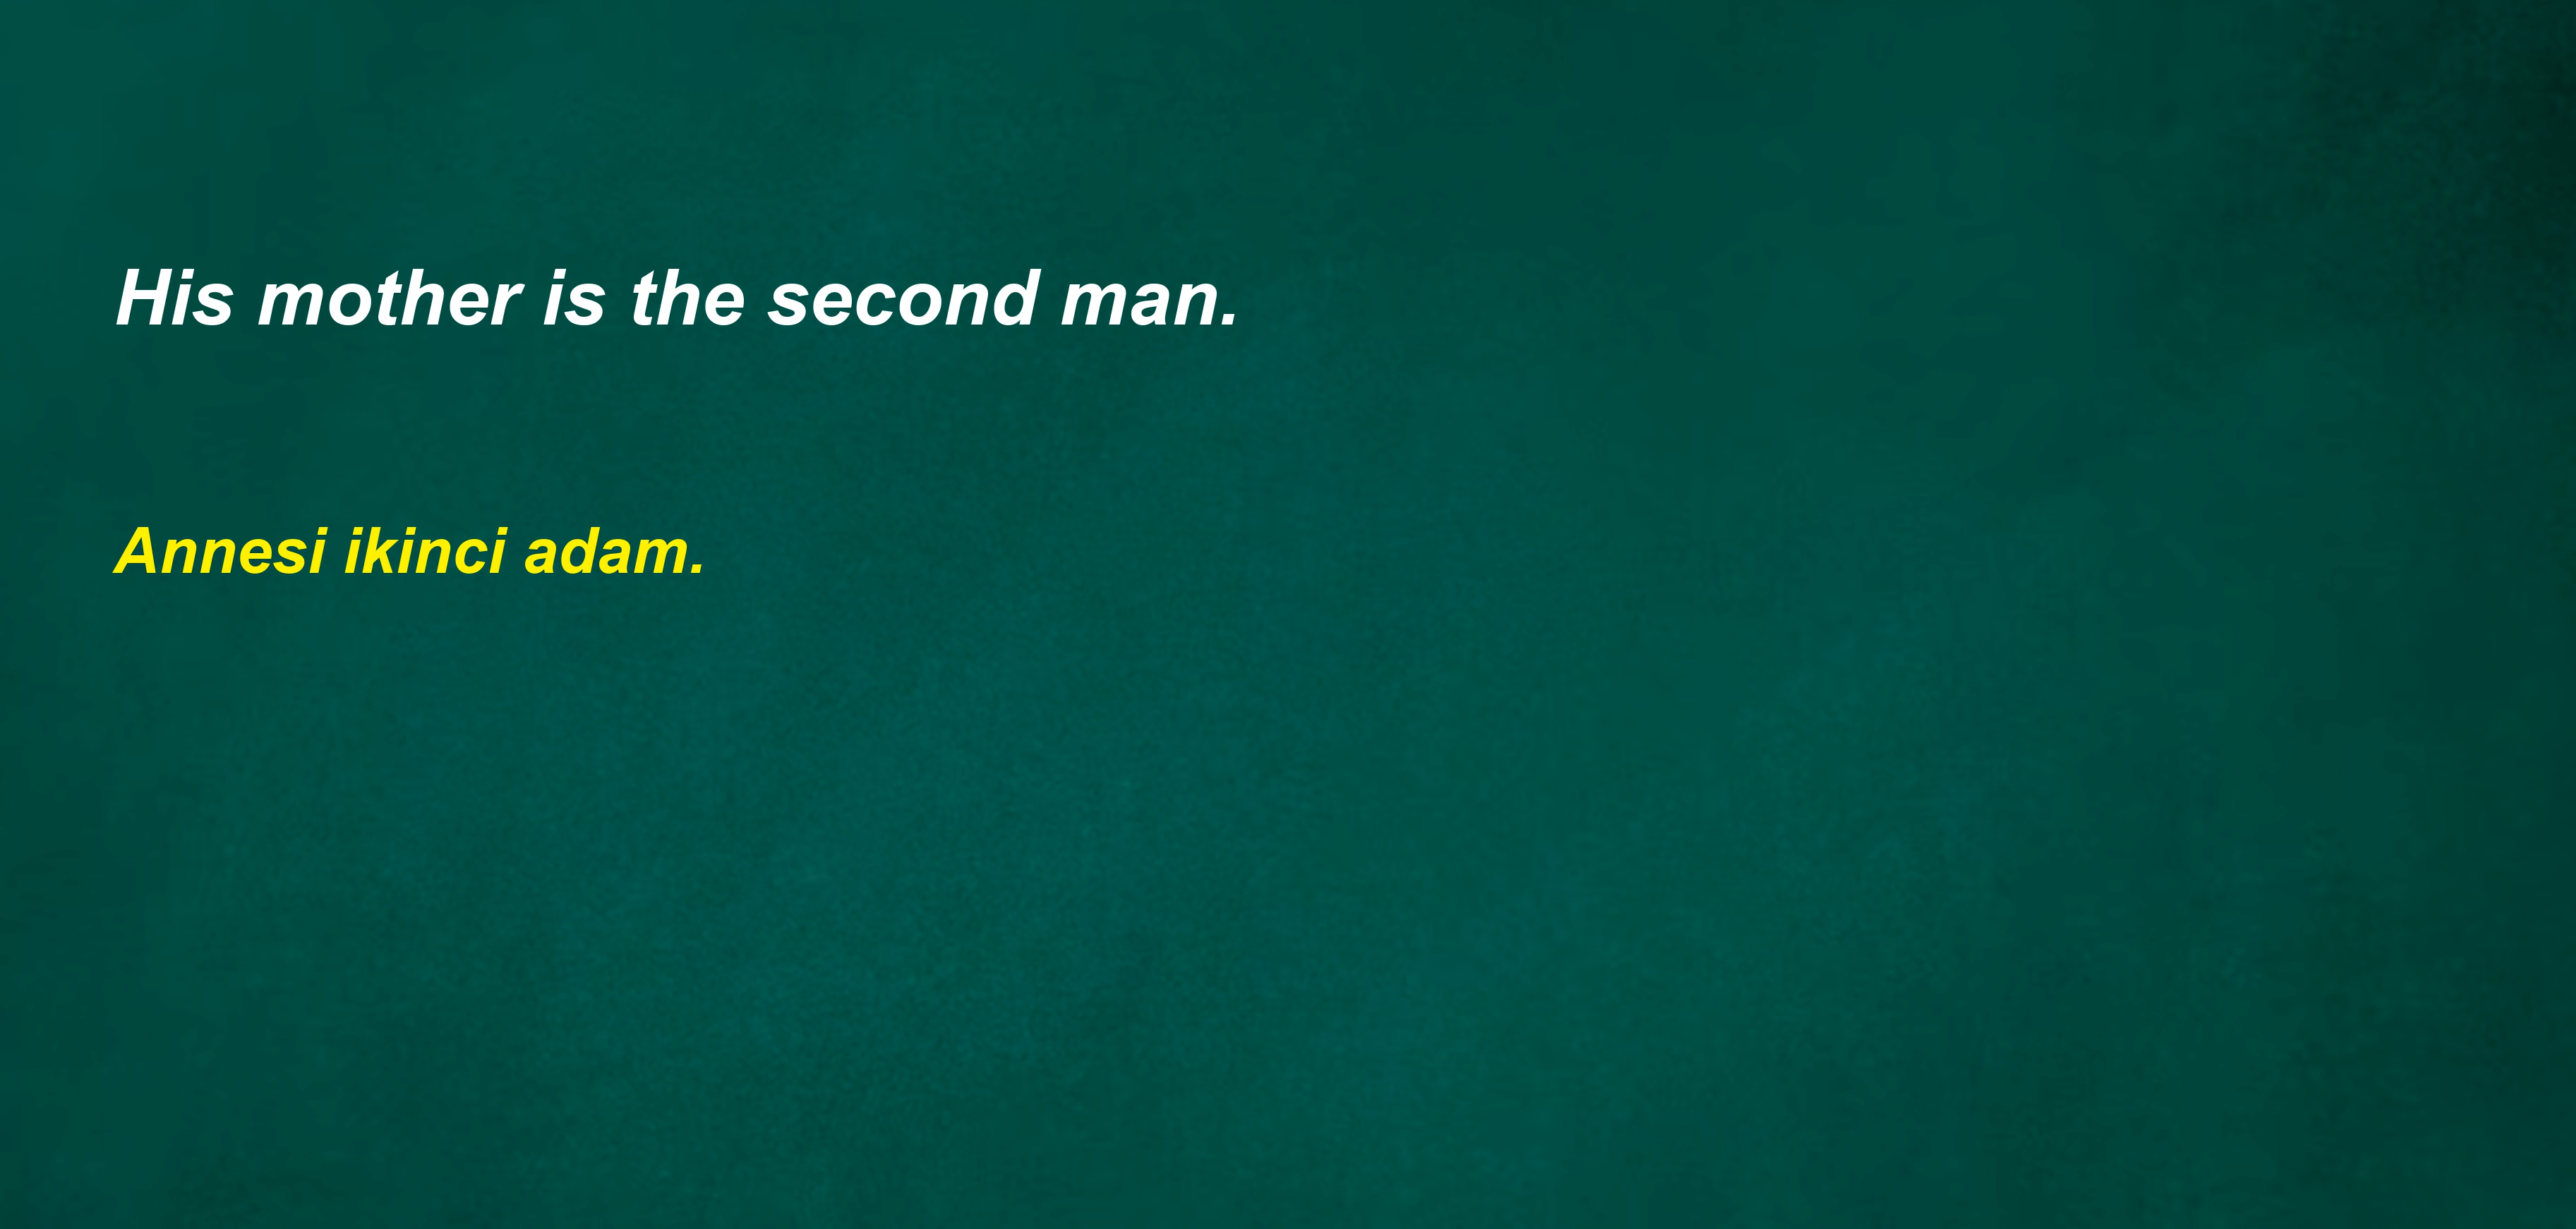 His mother is the second man.
Annesi ikinci adam.